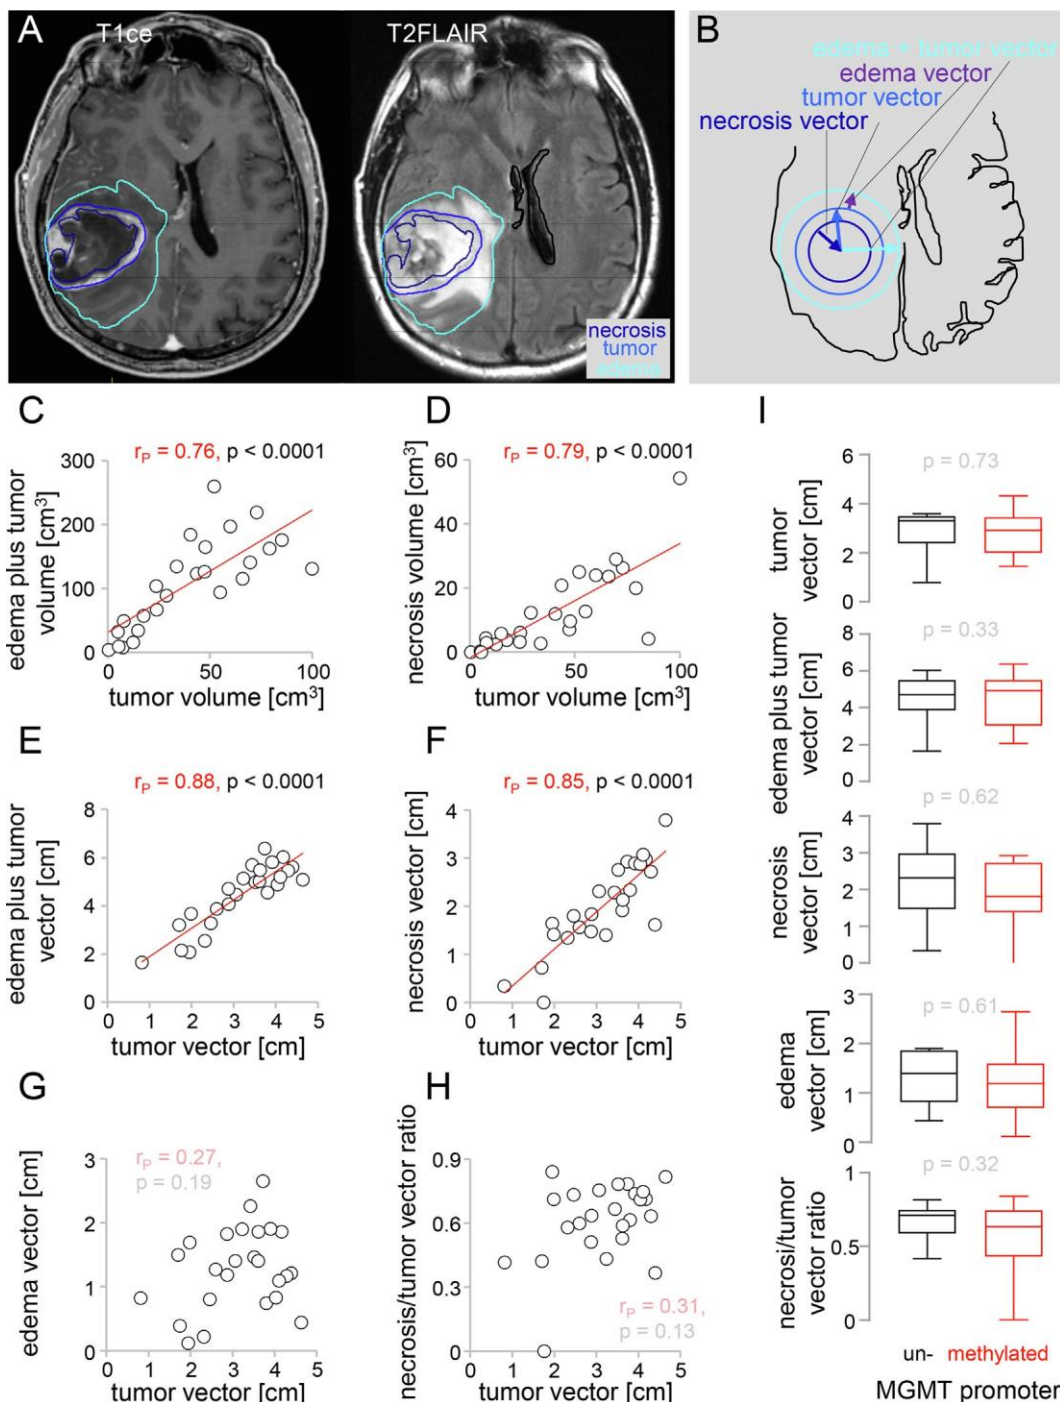 A
T1ce
T2FLAIR
necrosis
tumor
edema
B
edema + tumor vector
edema vector
tumor vector
necrosis vector
C
r_P = 0.76, p < 0.0001
edema plus tumor
volume [cm³]
300
200
100
0
0
50
100
tumor volume [cm³]
D
r_P = 0.79, p < 0.0001
necrosis volume [cm³]
60
40
20
0
0
50
100
tumor volume [cm³]
E
r_P = 0.88, p < 0.0001
edema plus tumor
vector [cm]
8
6
4
2
0
0 1 2 3 4 5
tumor vector [cm]
F
r_P = 0.85, p < 0.0001
necrosis vector [cm]
4
3
2
1
0
0 1 2 3 4 5
tumor vector [cm]
G
r_P = 0.27,
p = 0.19
edema vector [cm]
3
2
1
0
0 1 2 3 4 5
tumor vector [cm]
H
necrosis/tumor vector ratio
0.9
0.6
0.3
0
r_P = 0.31,
p = 0.13
0 1 2 3 4 5
tumor vector [cm]
I
p = 0.73
tumor
vector [cm]
6
4
2
0
p = 0.33
edema plus tumor
vector [cm]
8
6
4
2
0
p = 0.62
necrosis
vector [cm]
4
3
2
1
0
p = 0.61
edema
vector [cm]
3
2
1
0
p = 0.32
necrosi/tumor
vector ratio
1
0.5
0
un- methylated
MGMT promoter